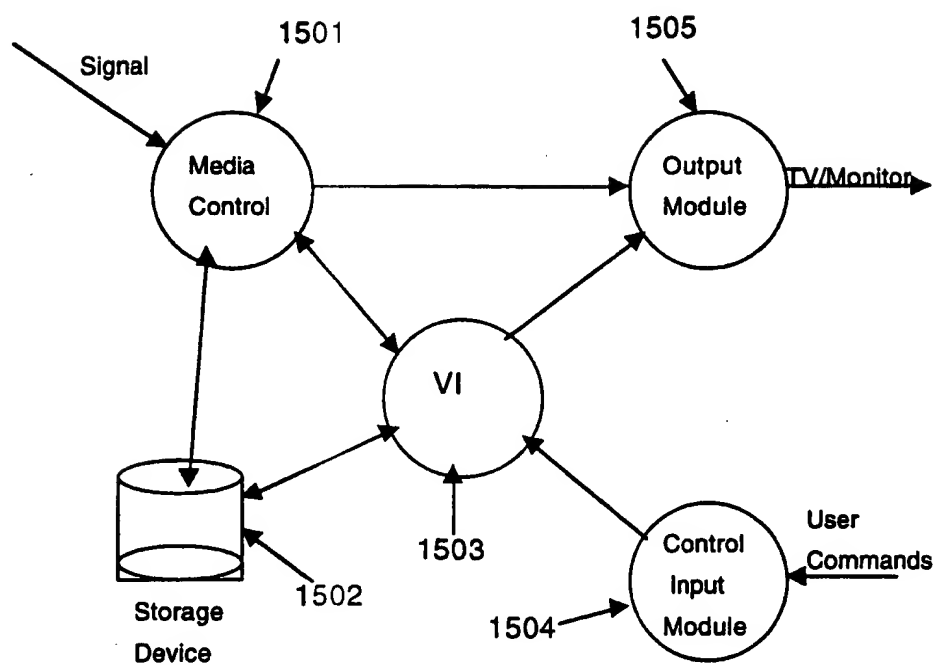 1501
1505
Signal
Media
Control
Output
Module
TV/Monitor
VI
1503
1502
Storage
Device
Control
Input
Module
User
Commands
1504